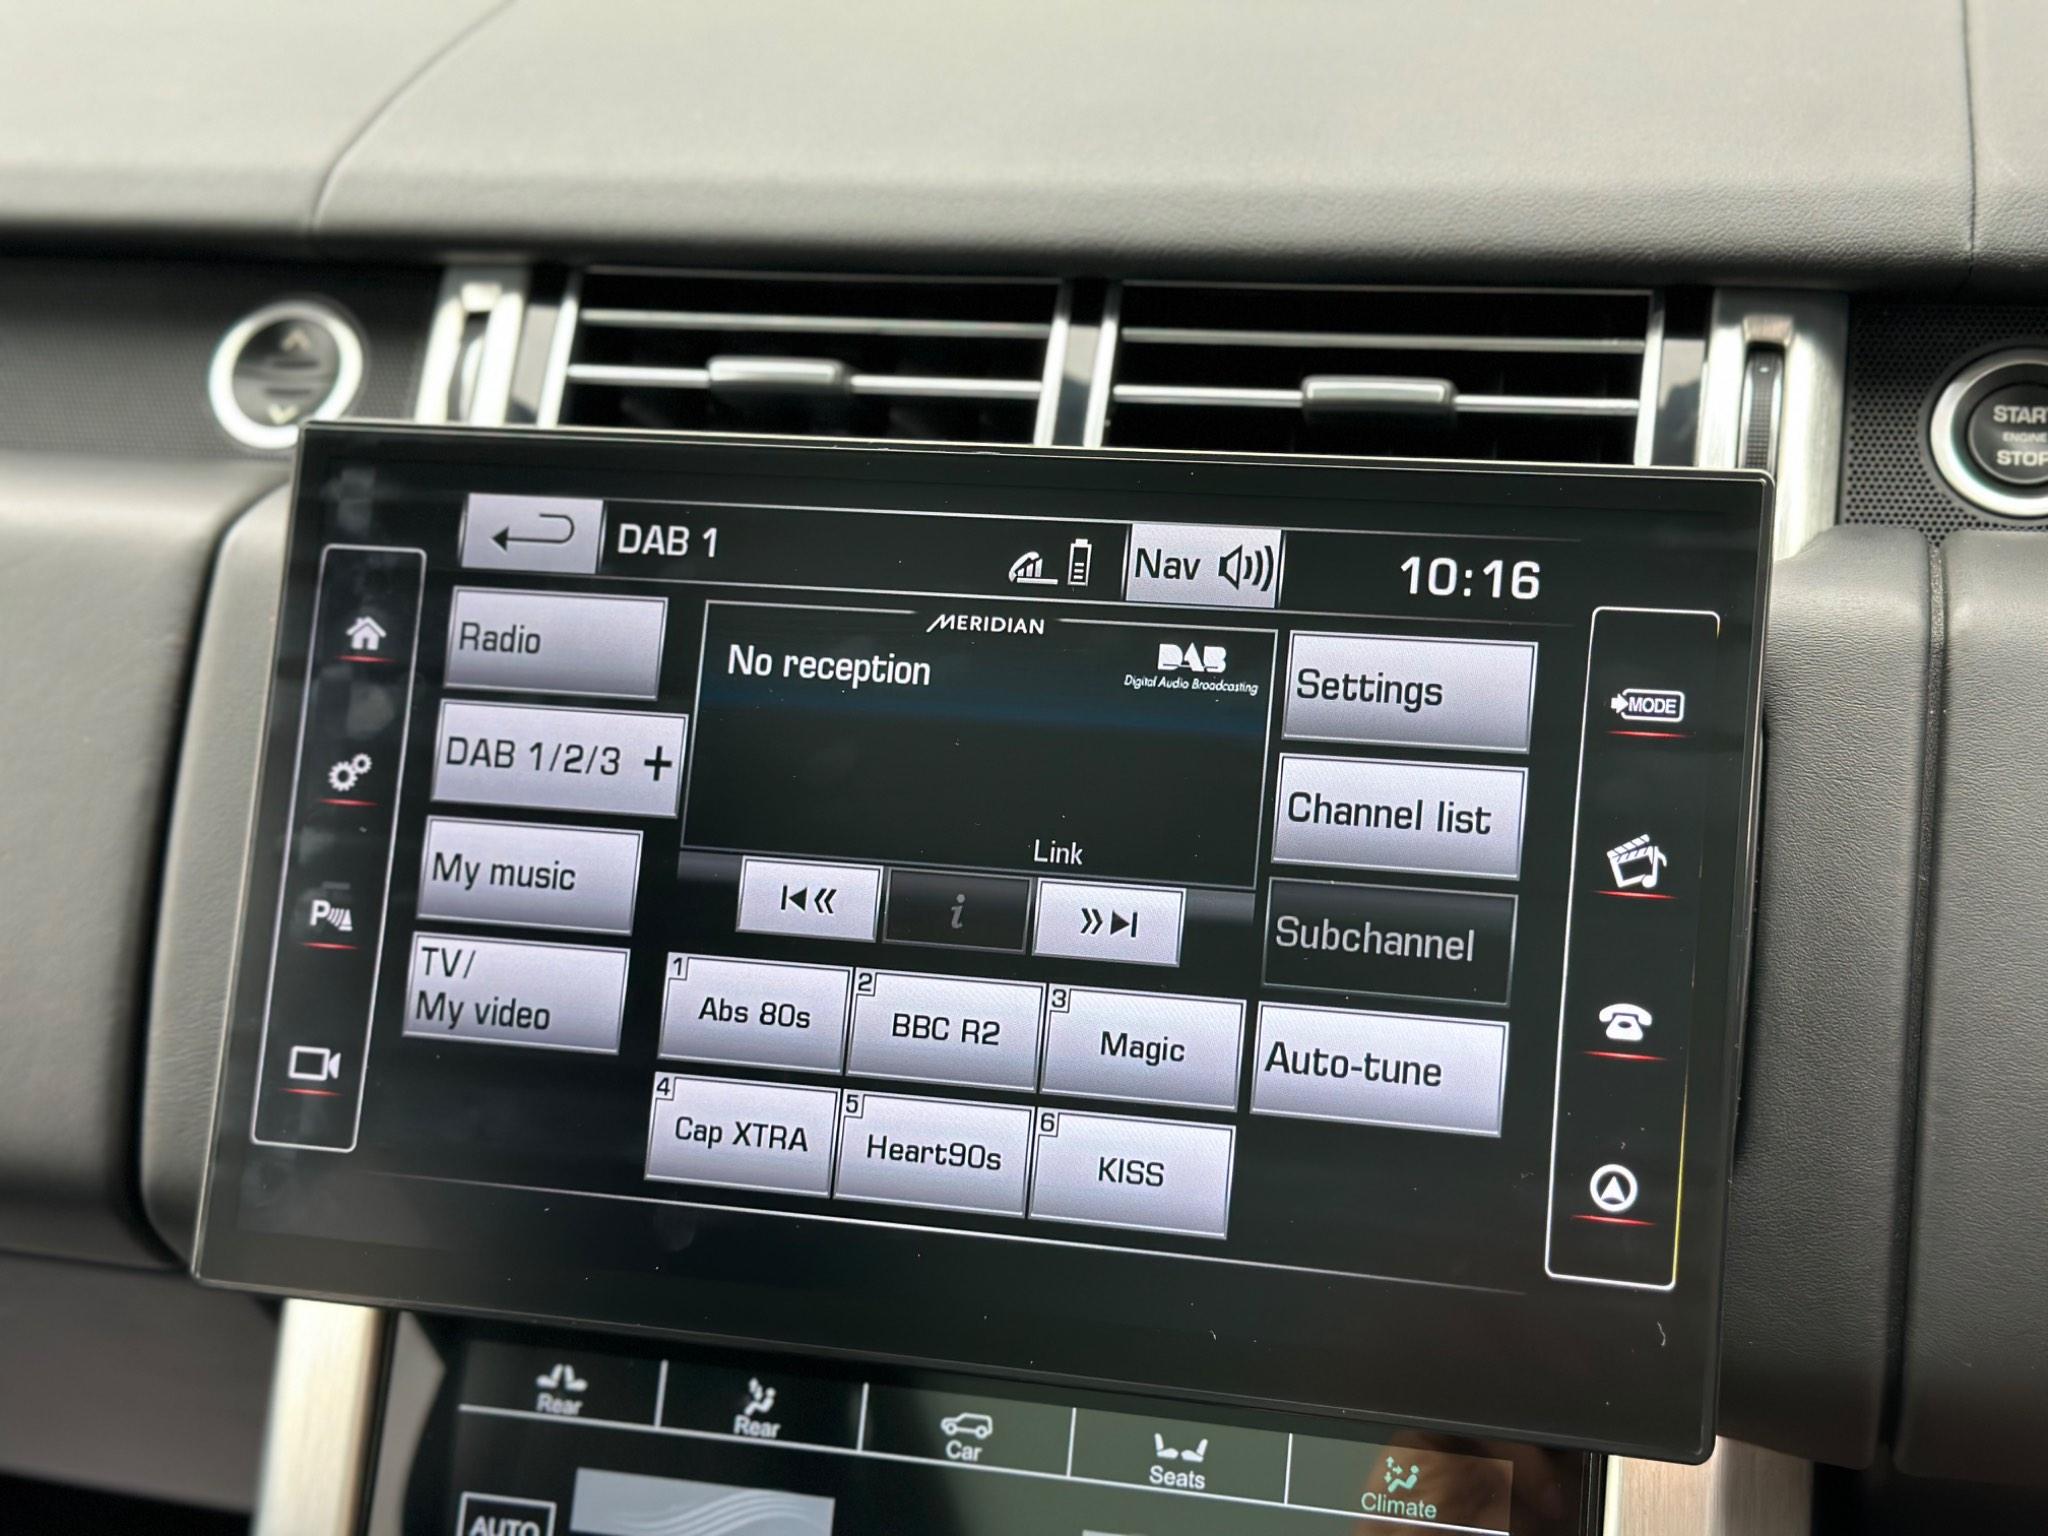 START
ENGINE
STOP
DAB 1
Nav
10:16
Radio
MERIDIAN
No reception
DAB
Digital Audio Broadcasting
Settings
MODE
DAB 1/2/3 +
Channel list
My music
Link
i
Subchannel
P
TV/
My video
1
Abs 80s
2
BBC R2
3
Magic
Auto-tune
4
Cap XTRA
5
Heart90s
6
KISS
Rear
Rear
Car
Seats
Climate
AUTO